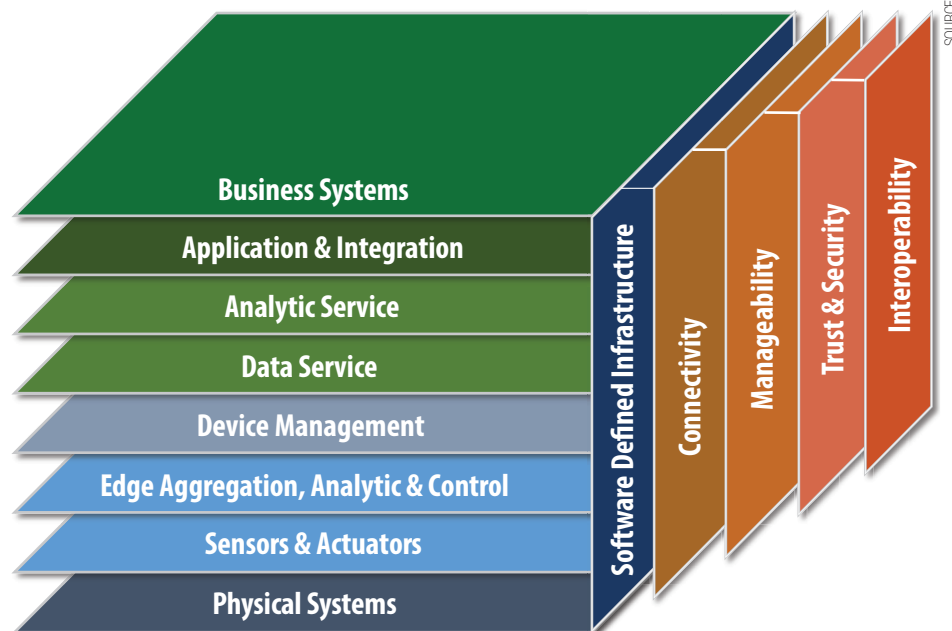 SOURCE
Business Systems
Application & Integration
Analytic Service
Data Service
Device Management
Edge Aggregation, Analytic & Control
Sensors & Actuators
Physical Systems
Software Defined Infrastructure
Connectivity
Manageability
Trust & Security
Interoperability